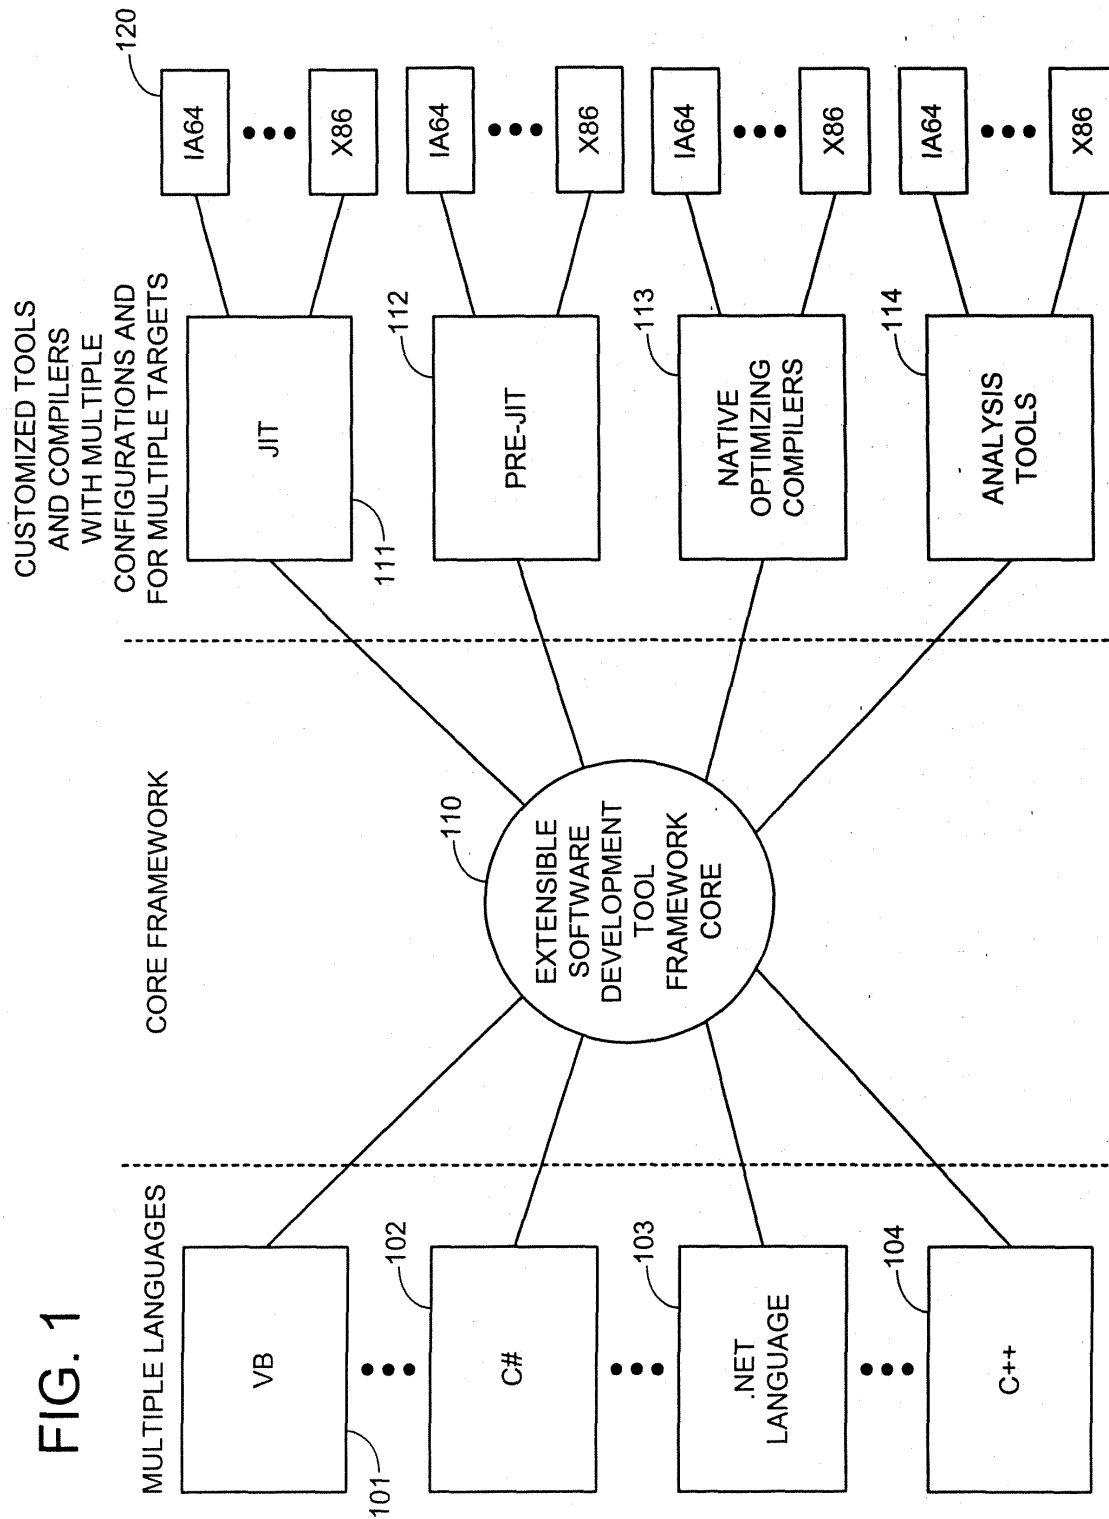 FIG. 1
MULTIPLE LANGUAGES
CORE FRAMEWORK
CUSTOMIZED TOOLS
AND COMPILERS
WITH MULTIPLE
CONFIGURATIONS AND
FOR MULTIPLE TARGETS
VB
101
C#
102
.NET
LANGUAGE
103
C++
104
EXTENSIBLE
SOFTWARE
DEVELOPMENT
TOOL
FRAMEWORK
CORE
110
JIT
111
PRE-JIT
112
NATIVE
OPTIMIZING
COMPILERS
113
ANALYSIS
TOOLS
114
IA64
120
X86
IA64
X86
IA64
X86
IA64
X86